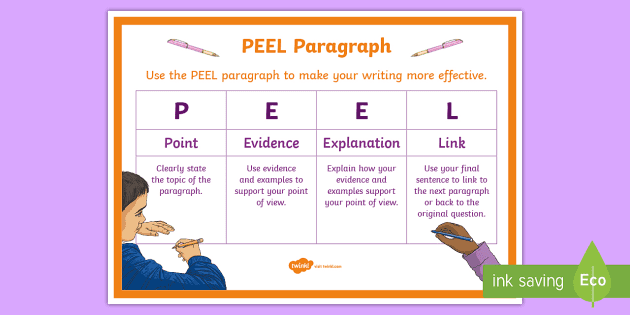 PEEL Paragraph
Use the PEEL paragraph to make your writing more effective.
P E E L
Point Evidence Explanation Link
Clearly state
the topic of the
paragraph.
Use evidence
and examples to
support your point
of view.
Explain how your
evidence and
examples support
your point of view.
Use your final
sentence to link to
the next paragraph
or back to the
original question.
twinkl
visit twinkl.com
ink saving Eco